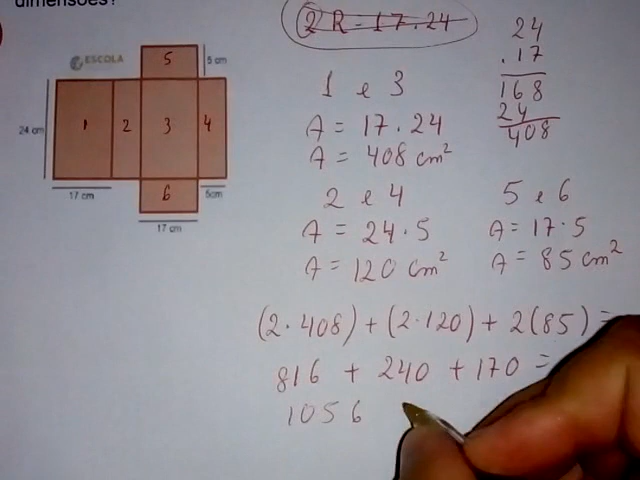 dimensões?
2 R = 17.24
24
.17
168
24
408
ESCOLA
5
5 cm
24 cm
1
2
3
4
17 cm
6
5cm
17 cm
1 e 3
A = 17.24
A = 408 cm²
2 e 4
A = 24.5
A = 120 cm²
5 e 6
A = 17.5
A = 85 cm²
(2.408) + (2.120) + 2(85) =
816 + 240 + 170 =
1056